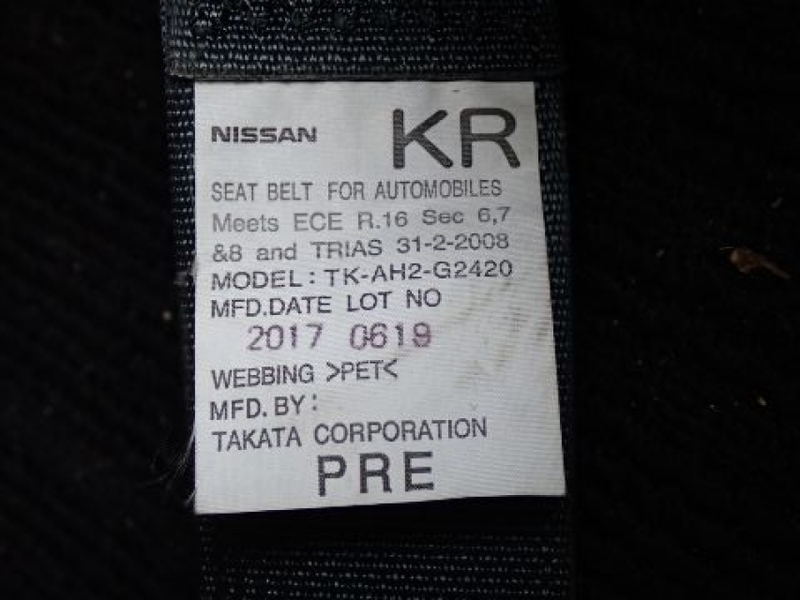 NISSAN KR
SEAT BELT FOR AUTOMOBILES
Meets ECE R.16 Sec 6,7
&8 and TRIAS 31-2-2008
MODEL: TK-AH2-G2420
MFD.DATE LOT NO
2017 0619
WEBBING >PET<
MFD. BY:
TAKATA CORPORATION
PRE